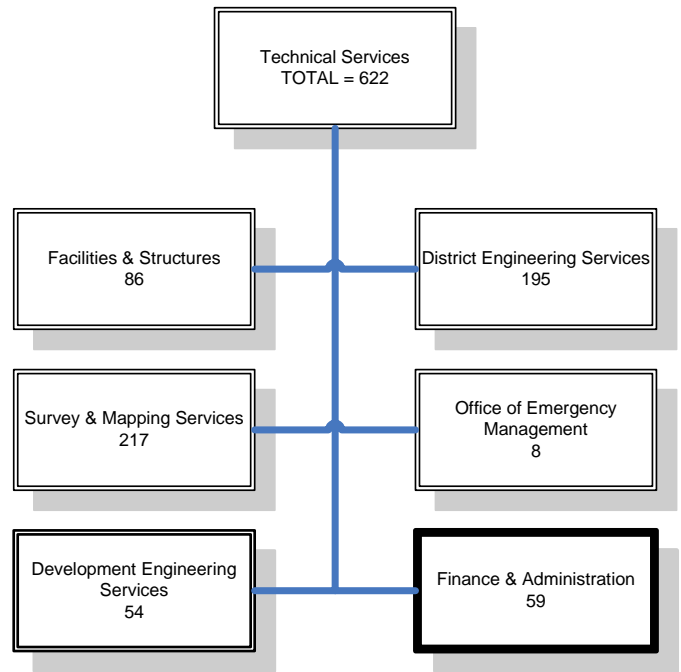 Technical Services
TOTAL = 622
Facilities & Structures
86
District Engineering Services
195
Survey & Mapping Services
217
Office of Emergency
Management
8
Development Engineering
Services
54
Finance & Administration
59